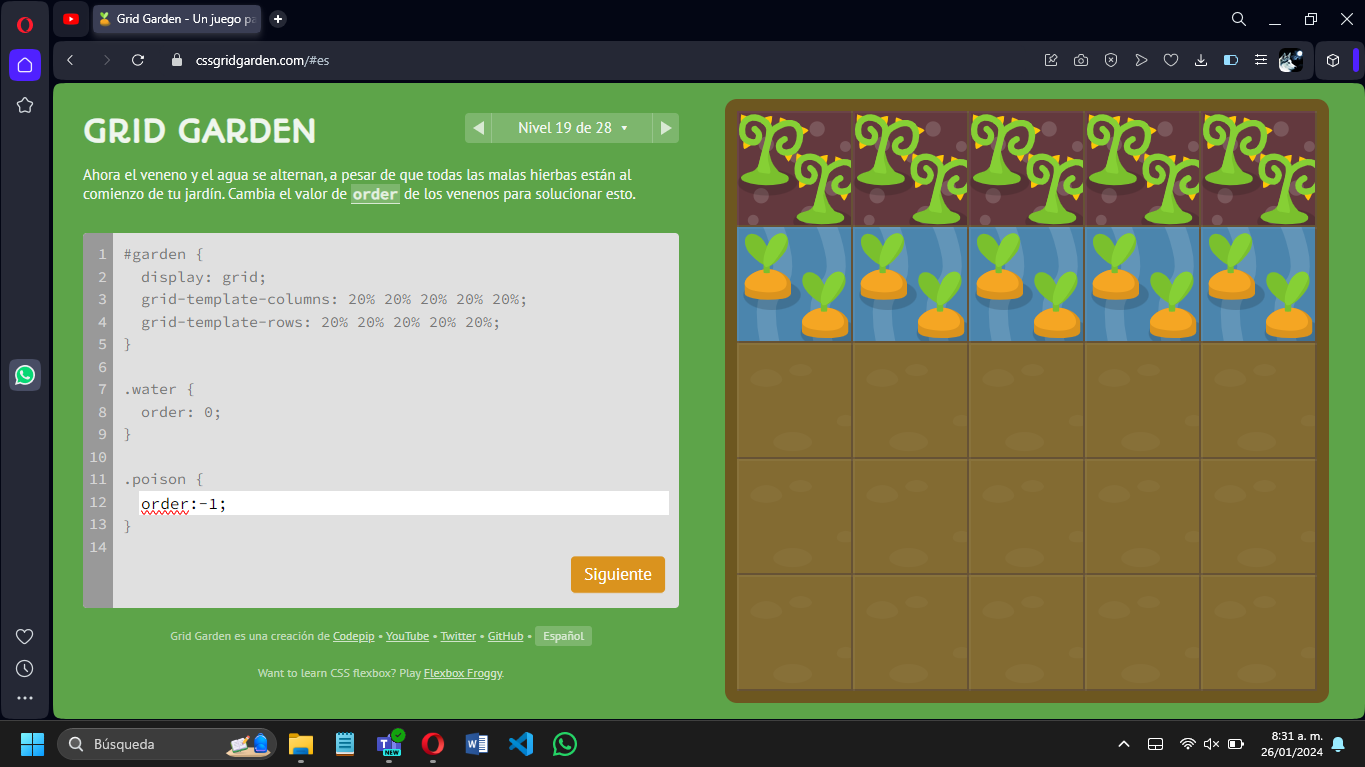 Grid Garden - Un juego pa
cssgridgarden.com/#es
GRID GARDEN
Nivel 19 de 28
Ahora el veneno y el agua se alternan, a pesar de que todas las malas hierbas están al
comienzo de tu jardín. Cambia el valor de order de los venenos para solucionar esto.
1 #garden {
2 display: grid;
3 grid-template-columns: 20% 20% 20% 20% 20%;
4 grid-template-rows: 20% 20% 20% 20% 20%;
5 }
6
7 .water {
8 order: 0;
9 }
10
11 .poison {
12 order:-1;
13 }
14
Siguiente
Grid Garden es una creación de Codepip • YouTube • Twitter • GitHub • Español
Want to learn CSS flexbox? Play Flexbox Froggy.
Búsqueda
NEW
8:31 a. m.
26/01/2024